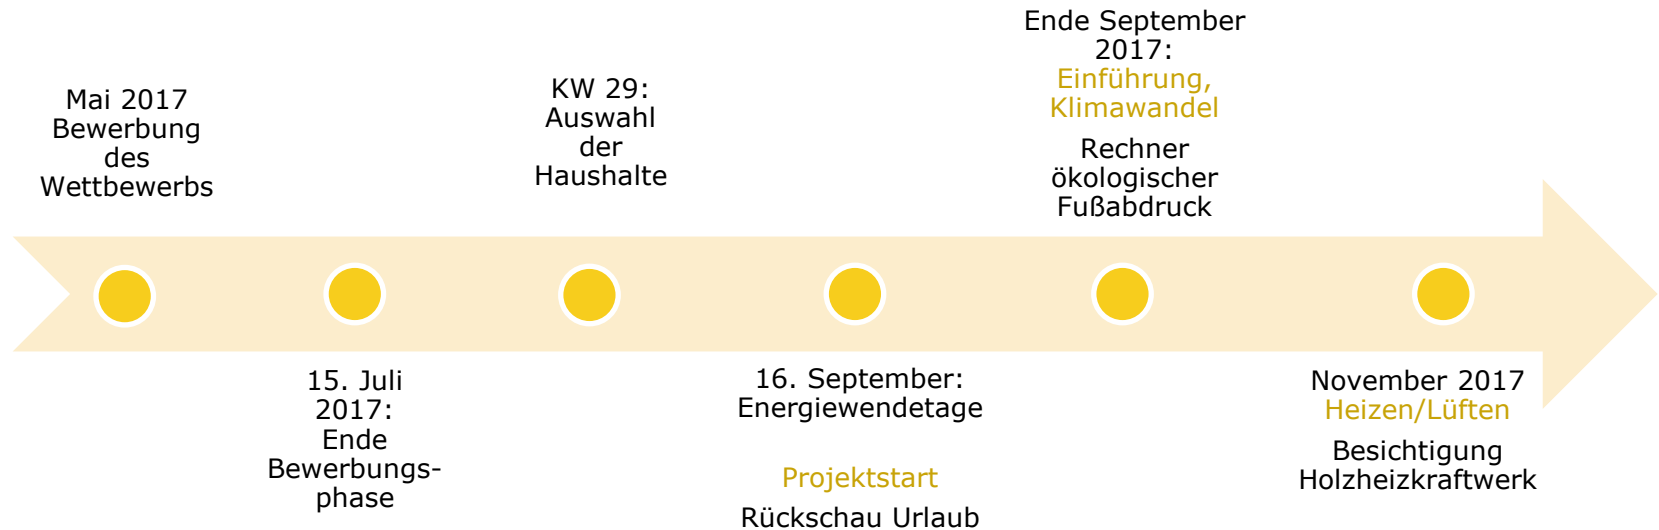 Mai 2017
Bewerbung
des
Wettbewerbs
15. Juli
2017:
Ende
Bewerbungs-
phase
KW 29:
Auswahl
der
Haushalte
16. September:
Energiewendetage
Projektstart
Rückschau Urlaub
Ende September
2017:
Einführung,
Klimawandel
Rechner
ökologischer
Fußabdruck
November 2017
Heizen/Lüften
Besichtigung
Holzheizkraftwerk